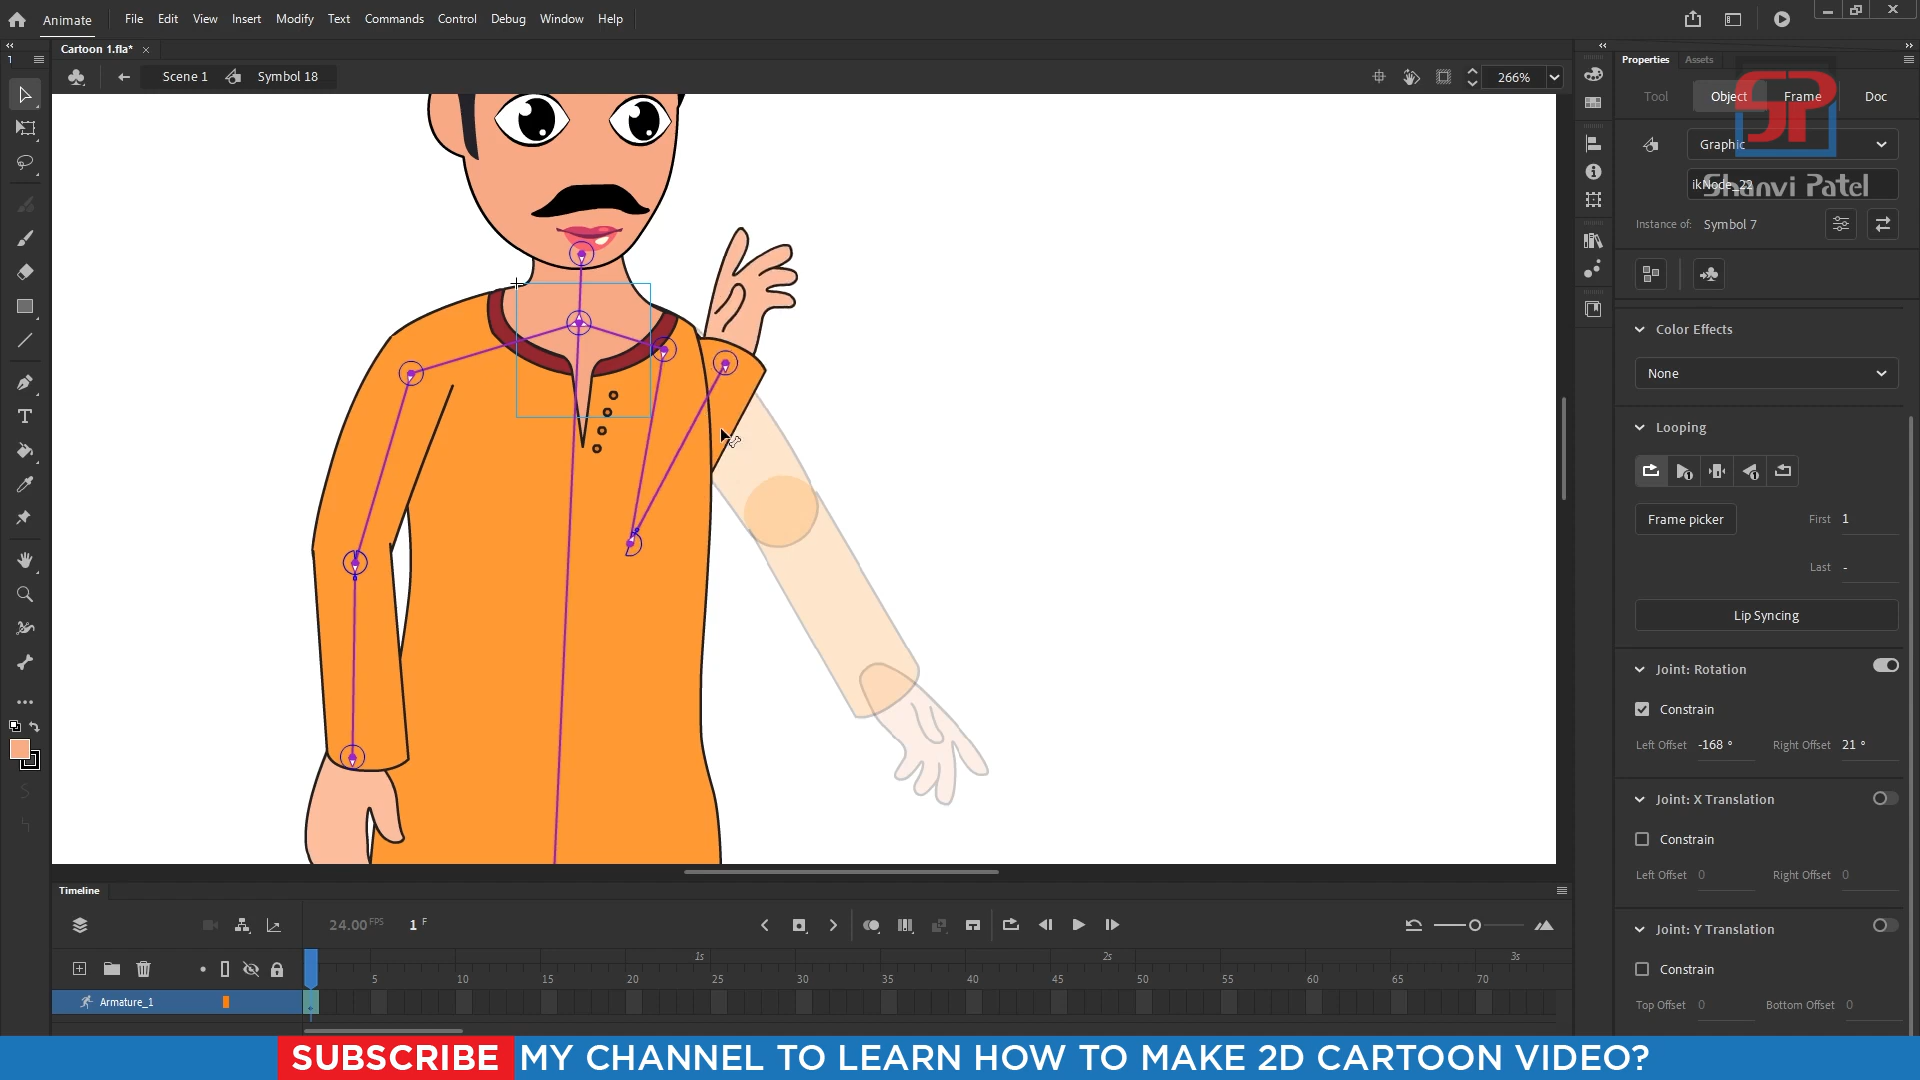 Animate File Edit View Insert Modify Text Commands Control Debug Window Help
Cartoon 1.fla* ×
Scene 1 Symbol 18 266%
Properties Assets
Tool Object Frame Doc
JP
Graphic
ikNode_22
Shanvi Patel
Instance of: Symbol 7
Color Effects
None
Looping
Frame picker First 1
Last -
Lip Syncing
Joint: Rotation
Constrain
Left Offset -168 ° Right Offset 21 °
Joint: X Translation
Constrain
Left Offset 0 Right Offset 0
Joint: Y Translation
Constrain
Top Offset 0 Bottom Offset 0
Timeline
24.00 FPS 1 F
1s 2s 3s
5 10 15 20 25 30 35 40 45 50 55 60 65 70
Armature_1
SUBSCRIBE MY CHANNEL TO LEARN HOW TO MAKE 2D CARTOON VIDEO?